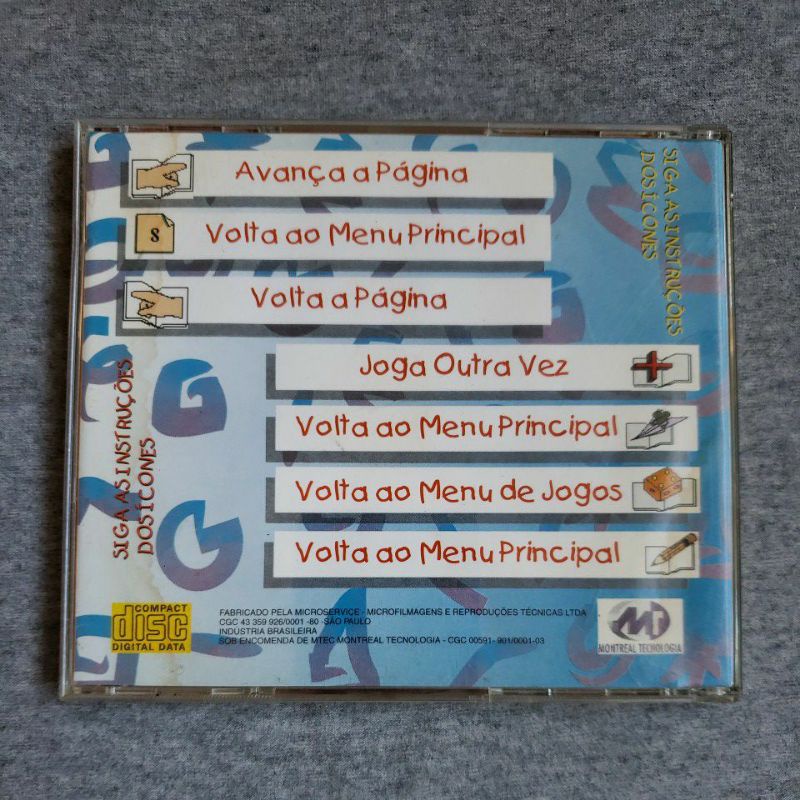 Avança a Página
8
Volta ao Menu Principal
Volta a Página
SIGA AS INSTRUÇÕES
DOS ÍCONES
Joga Outra Vez
Volta ao Menu Principal
Volta ao Menu de Jogos
Volta ao Menu Principal
SIGA AS INSTRUÇÕES
DOS ÍCONES
COMPACT
disc
DIGITAL DATA
FABRICADO PELA MICROSERVICE - MICROFILMAGENS E REPRODUÇÕES TÉCNICAS LTDA
CGC 43 359 926/0001 -80 -SÃO PAULO
INDÚSTRIA BRASILEIRA
SOB ENCOMENDA DE MTEC MONTREAL TECNOLOGIA - CGC 00591- 901/0001-03
MT
MONTREAL TECNOLOGIA